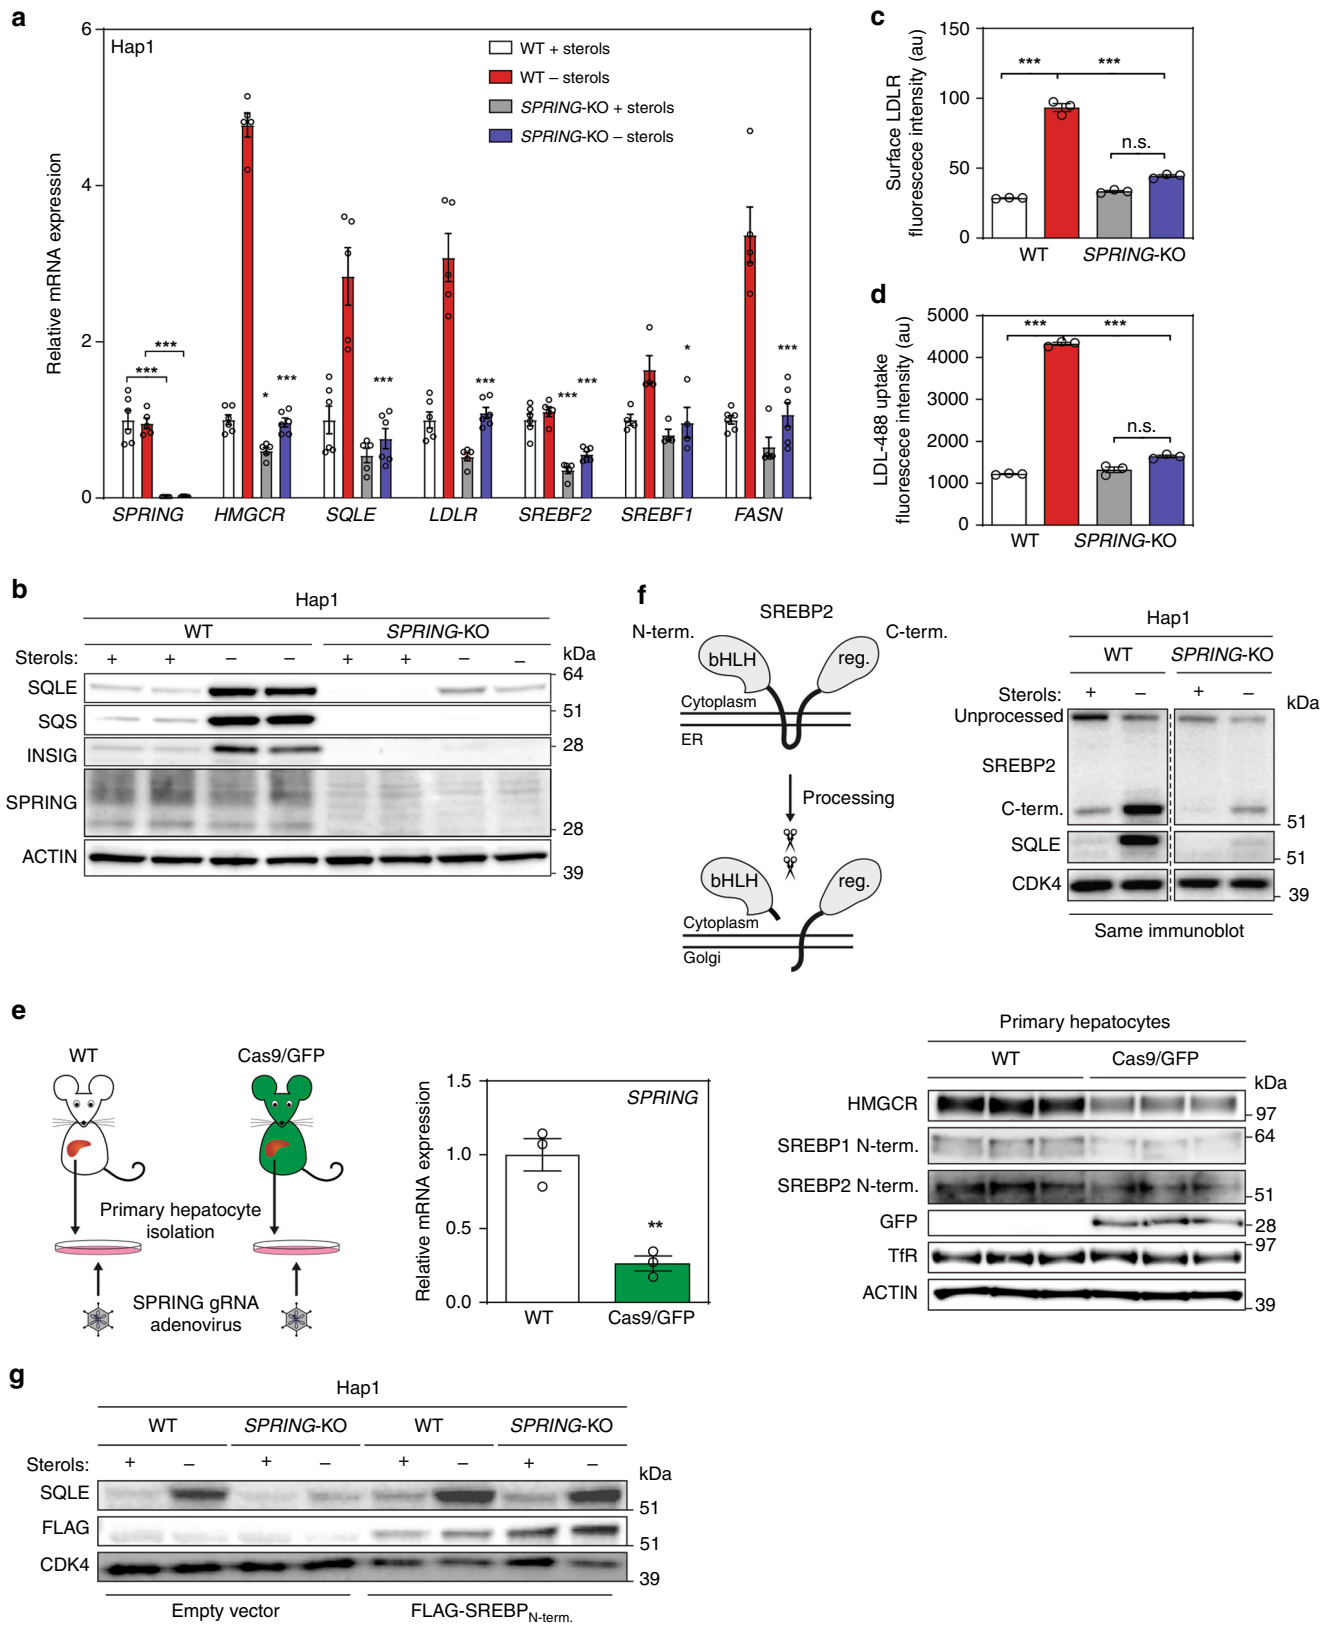 a
Hap1
WT + sterols
WT – sterols
SPRING-KO + sterols
SPRING-KO – sterols
Relative mRNA expression
6
4
2
0
***
***
*
***
***
***
***
***
*
***
SPRING
HMGCR
SQLE
LDLR
SREBF2
SREBF1
FASN
c
Surface LDLR
fluorescece intensity (au)
150
100
50
0
***
***
n.s.
WT
SPRING-KO
d
LDL-488 uptake
fluorescece intensity (au)
5000
4000
3000
2000
1000
0
***
***
n.s.
WT
SPRING-KO
b
Hap1
WT
SPRING-KO
Sterols:
+ + – – + + – –
kDa
SQLE
64
SQS
51
INSIG
28
SPRING
28
ACTIN
39
f
SREBP2
N-term.
C-term.
bHLH
reg.
Cytoplasm
ER
Processing
bHLH
reg.
Cytoplasm
Golgi
Hap1
WT
SPRING-KO
Sterols:
+ – + –
kDa
Unprocessed
SREBP2
C-term.
51
SQLE
51
CDK4
39
Same immunoblot
e
WT
Cas9/GFP
Primary hepatocyte
isolation
SPRING gRNA
adenovirus
Relative mRNA expression
1.5
1.0
0.5
0.0
SPRING
**
WT
Cas9/GFP
Primary hepatocytes
WT
Cas9/GFP
kDa
HMGCR
97
SREBP1 N-term.
64
SREBP2 N-term.
51
GFP
28
TfR
97
ACTIN
39
g
Hap1
WT
SPRING-KO
WT
SPRING-KO
Sterols:
+ – + – + – + –
kDa
SQLE
51
FLAG
51
CDK4
39
Empty vector
FLAG-SREBPN-term.